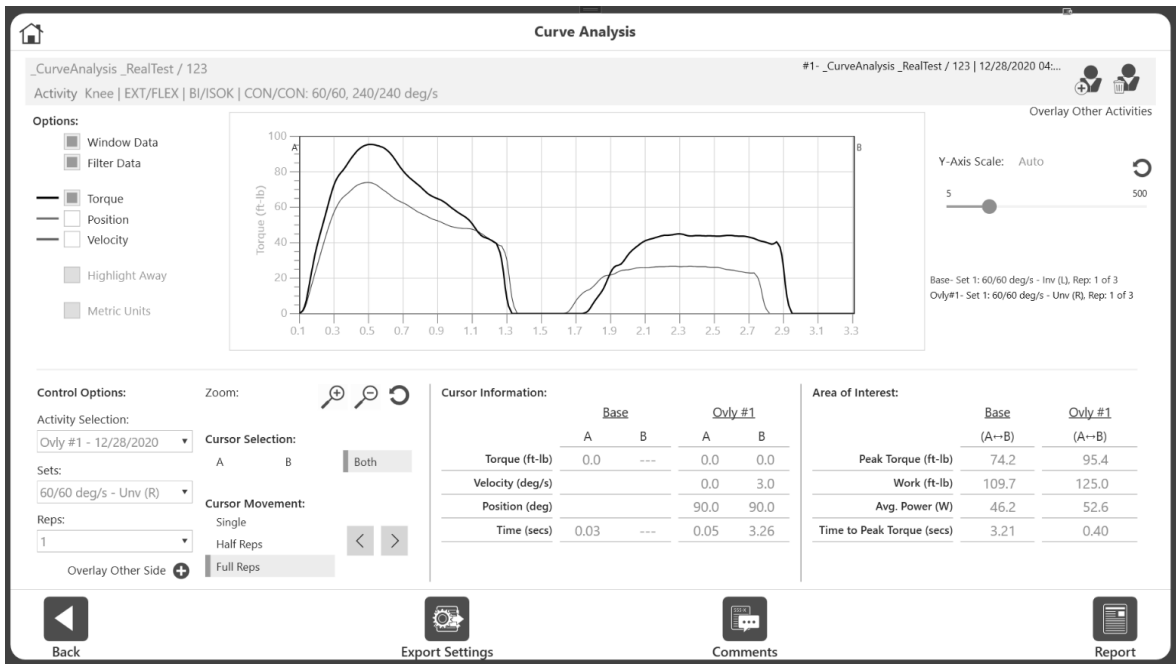 Curve Analysis
_CurveAnalysis _RealTest / 123
#1- _CurveAnalysis _RealTest / 123 | 12/28/2020 04:...
Activity Knee | EXT/FLEX | BI/ISOK | CON/CON: 60/60, 240/240 deg/s
Overlay Other Activities
Options:
Window Data
Filter Data
Torque
Position
Velocity
Highlight Away
Metric Units
Torque (ft-lb)
100
80
60
40
20
0
A
B
0.1 0.3 0.5 0.7 0.9 1.1 1.3 1.5 1.7 1.9 2.1 2.3 2.5 2.7 2.9 3.1 3.3
Y-Axis Scale: Auto
5 500
Base- Set 1: 60/60 deg/s - Inv (L), Rep: 1 of 3
Ovly#1- Set 1: 60/60 deg/s - Unv (R), Rep: 1 of 3
Control Options:
Activity Selection:
Ovly #1 - 12/28/2020
Sets:
60/60 deg/s - Unv (R)
Reps:
1
Overlay Other Side
Zoom:
Cursor Selection:
A B Both
Cursor Movement:
Single
Half Reps
Full Reps
< >
Cursor Information:
Base Ovly #1
A B A B
Torque (ft-lb) 0.0 --- 0.0 0.0
Velocity (deg/s) 0.0 3.0
Position (deg) 90.0 90.0
Time (secs) 0.03 --- 0.05 3.26
Area of Interest:
Base Ovly #1
(A↔B) (A↔B)
Peak Torque (ft-lb) 74.2 95.4
Work (ft-lb) 109.7 125.0
Avg. Power (W) 46.2 52.6
Time to Peak Torque (secs) 3.21 0.40
Back
Export Settings
Comments
Report